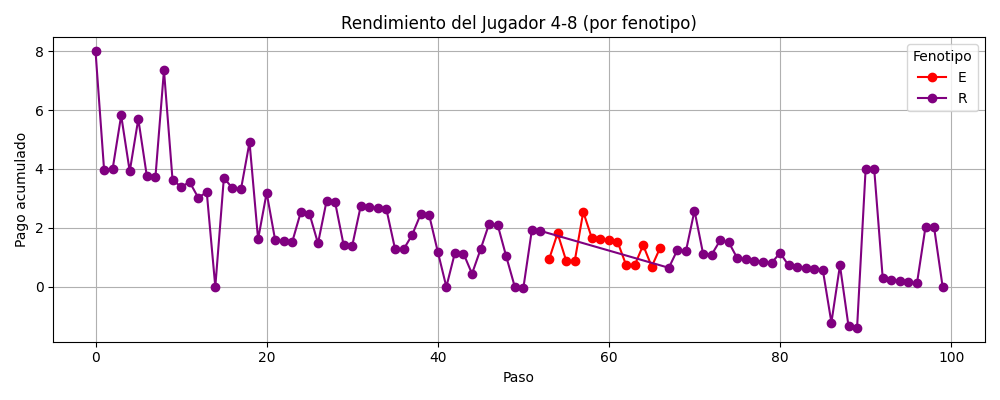 Rendimiento del Jugador 4-8 (por fenotipo)
Pago acumulado
8
6
4
2
0
Fenotipo
E
R
0 20 40 60 80 100
Paso